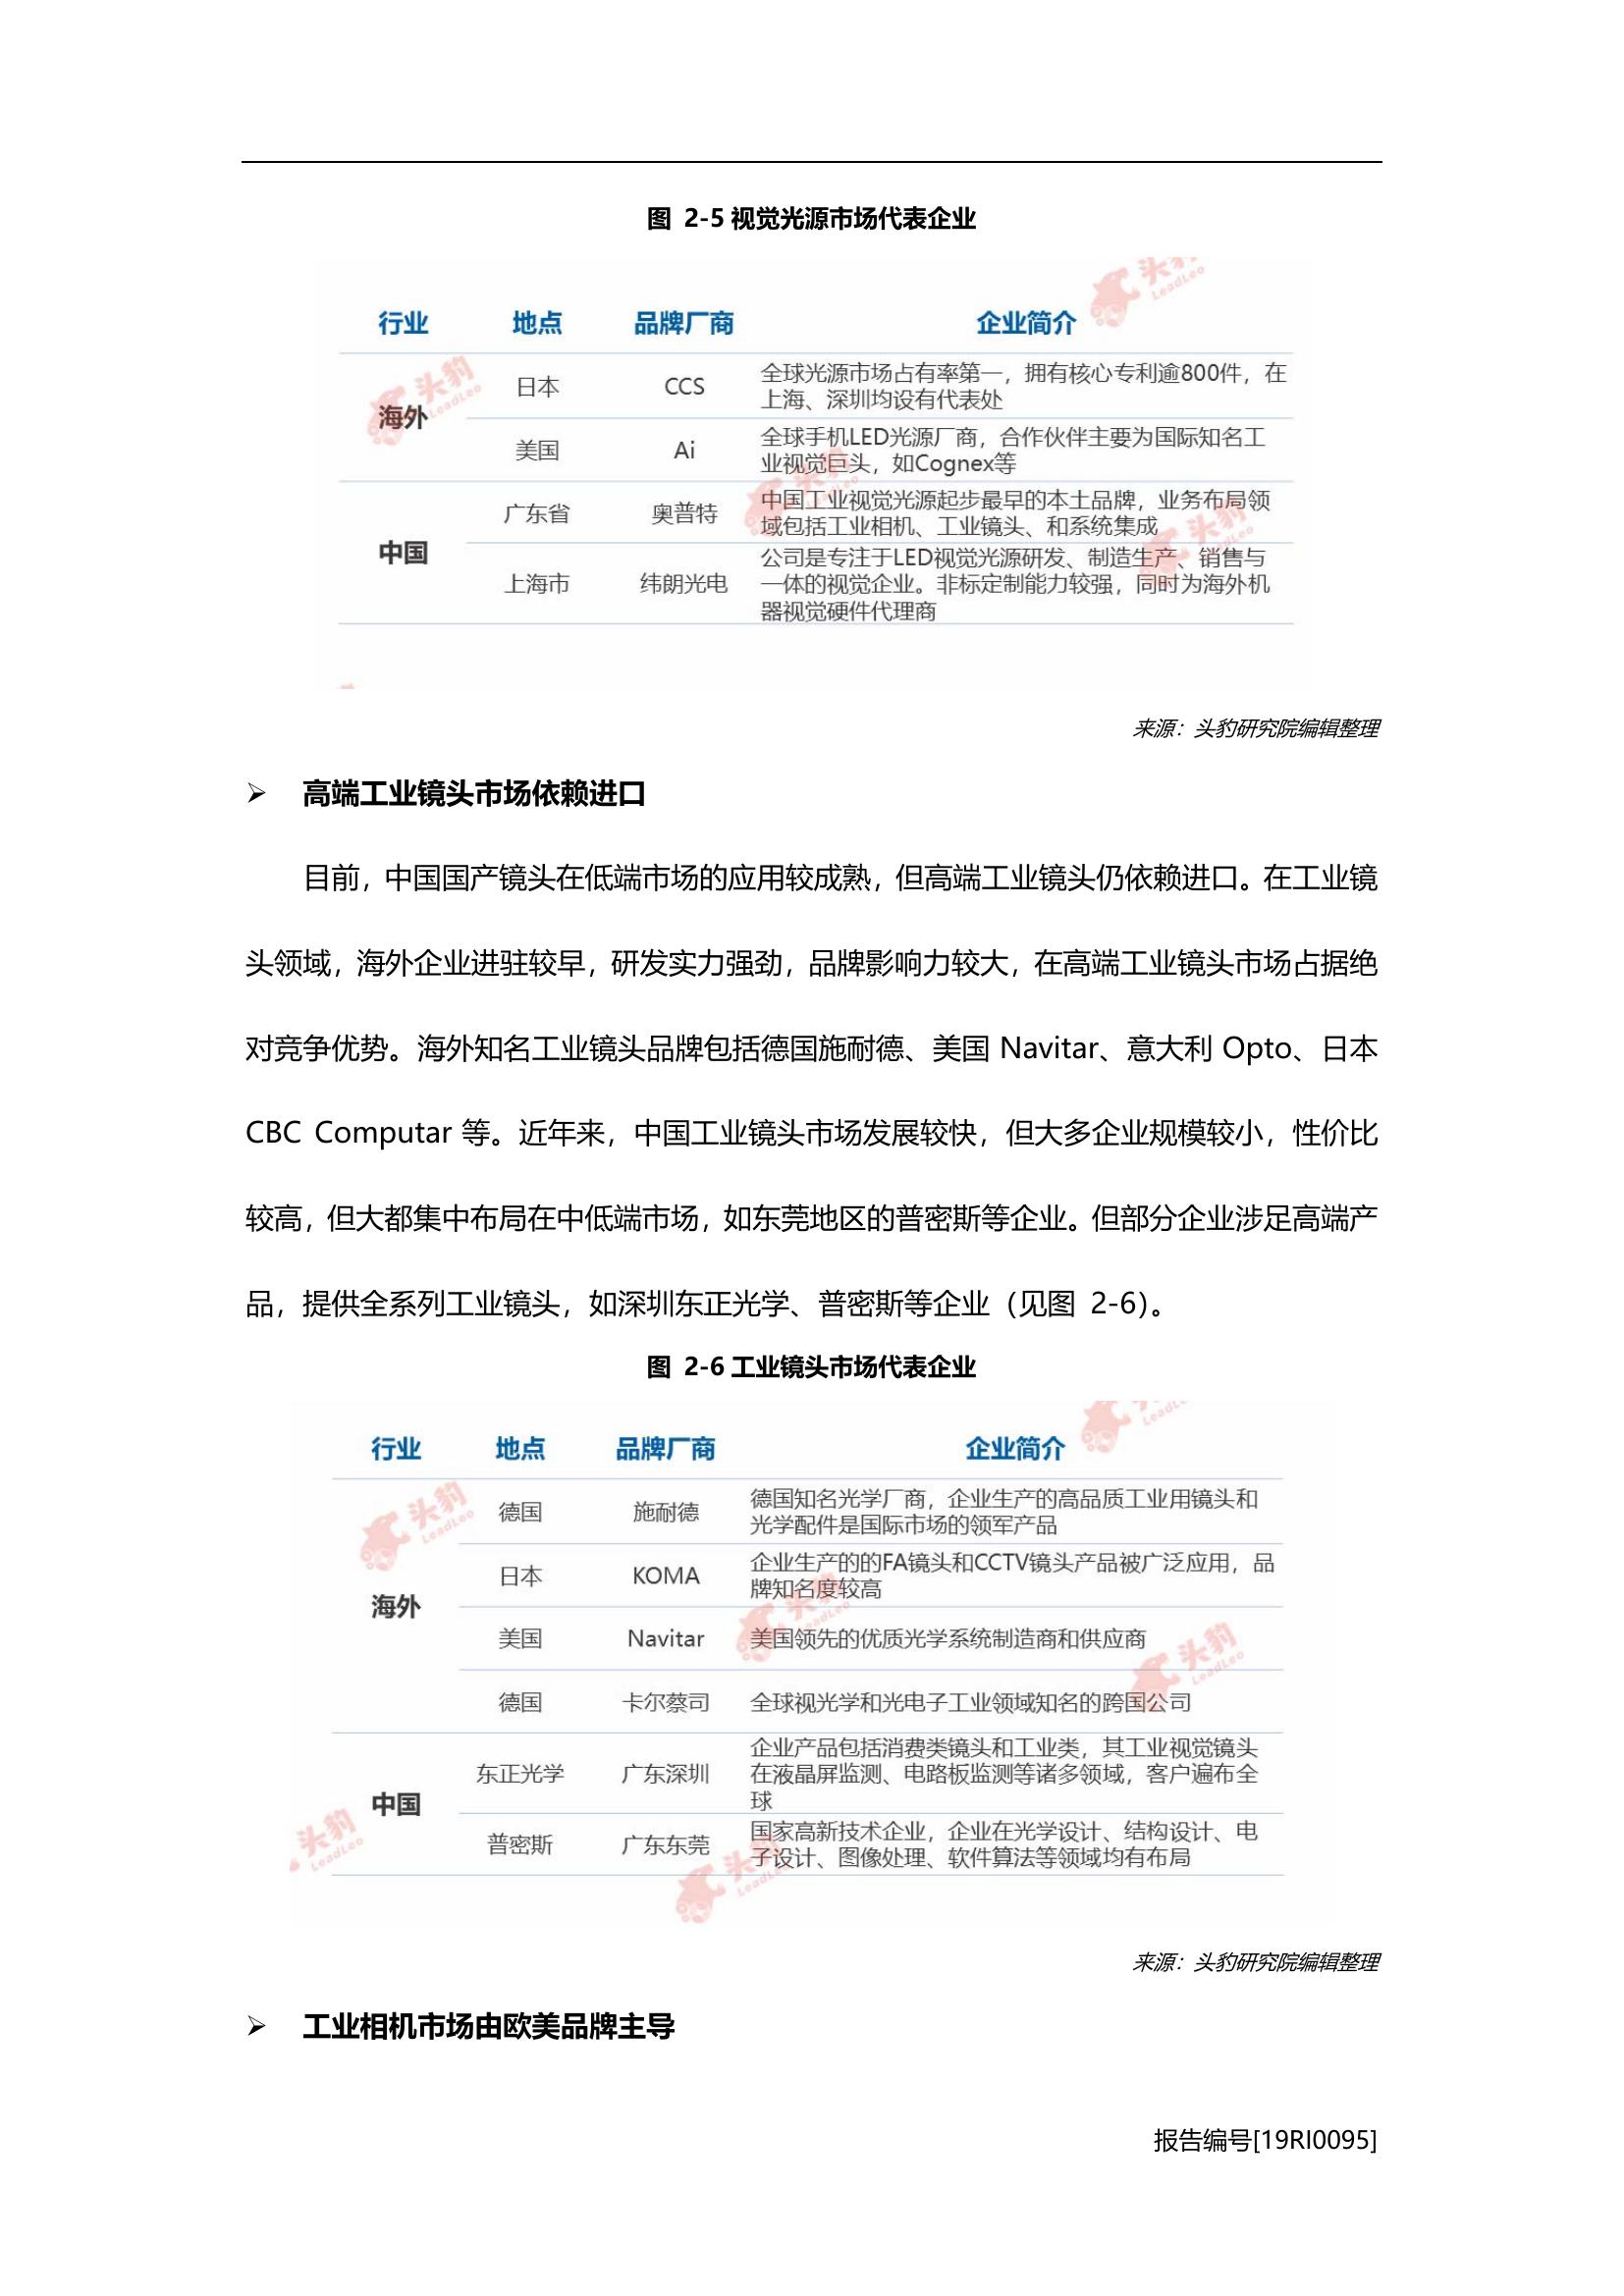 图 2-5 视觉光源市场代表企业
行业 地点 品牌厂商 企业简介
海外
日本 CCS 全球光源市场占有率第一，拥有核心专利逾800件，在
上海、深圳均设有代表处
美国 Ai 全球手机LED光源厂商，合作伙伴主要为国际知名工
业视觉巨头，如Cognex等
中国
广东省 奥普特 中国工业视觉光源起步最早的本土品牌，业务布局领
域包括工业相机、工业镜头、和系统集成
上海市 纬朗光电 公司是专注于LED视觉光源研发、制造生产、销售与
一体的视觉企业。非标定制能力较强，同时为海外机
器视觉硬件代理商
来源：头豹研究院编辑整理
➢ 高端工业镜头市场依赖进口
目前，中国国产镜头在低端市场的应用较成熟，但高端工业镜头仍依赖进口。在工业镜
头领域，海外企业进驻较早，研发实力强劲，品牌影响力较大，在高端工业镜头市场占据绝
对竞争优势。海外知名工业镜头品牌包括德国施耐德、美国 Navitar、意大利 Opto、日本
CBC Computar 等。近年来，中国工业镜头市场发展较快，但大多企业规模较小，性价比
较高，但大都集中布局在中低端市场，如东莞地区的普密斯等企业。但部分企业涉足高端产
品，提供全系列工业镜头，如深圳东正光学、普密斯等企业（见图 2-6）。
图 2-6 工业镜头市场代表企业
行业 地点 品牌厂商 企业简介
海外
德国 施耐德 德国知名光学厂商，企业生产的高品质工业用镜头和
光学配件是国际市场的领军产品
日本 KOMA 企业生产的的FA镜头和CCTV镜头产品被广泛应用，品
牌知名度较高
美国 Navitar 美国领先的优质光学系统制造商和供应商
德国 卡尔蔡司 全球视光学和光电子工业领域知名的跨国公司
中国
东正光学 广东深圳 企业产品包括消费类镜头和工业类，其工业视觉镜头
在液晶屏监测、电路板监测等诸多领域，客户遍布全
球
普密斯 广东东莞 国家高新技术企业，企业在光学设计、结构设计、电
子设计、图像处理、软件算法等领域均有布局
来源：头豹研究院编辑整理
➢ 工业相机市场由欧美品牌主导
报告编号[19RI0095]
头豹
LeadLeo